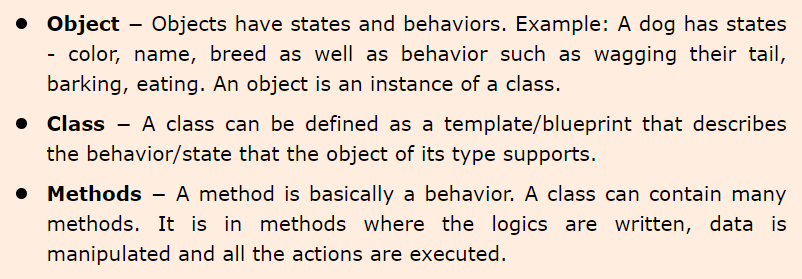 ● Object – Objects have states and behaviors. Example: A dog has states
- color, name, breed as well as behavior such as wagging their tail,
barking, eating. An object is an instance of a class.
● Class – A class can be defined as a template/blueprint that describes
the behavior/state that the object of its type supports.
● Methods – A method is basically a behavior. A class can contain many
methods. It is in methods where the logics are written, data is
manipulated and all the actions are executed.